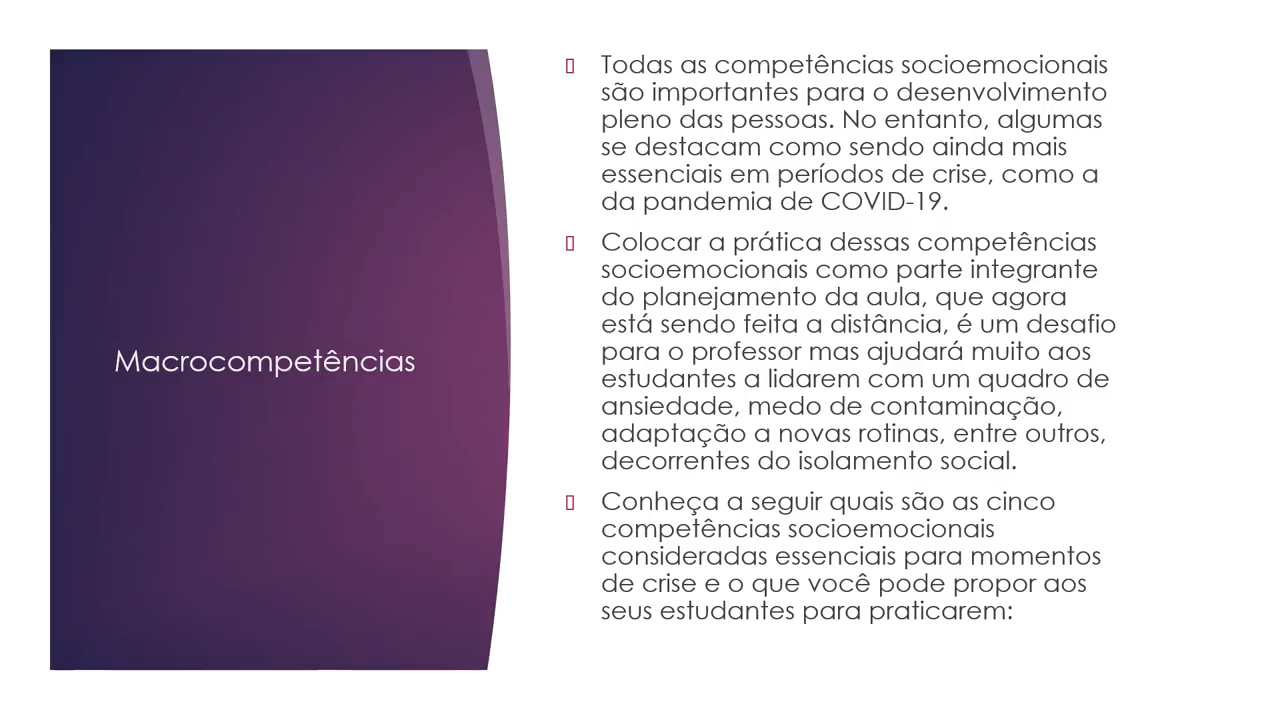 Macrocompetências
Todas as competências socioemocionais
são importantes para o desenvolvimento
pleno das pessoas. No entanto, algumas
se destacam como sendo ainda mais
essenciais em períodos de crise, como a
da pandemia de COVID-19.
Colocar a prática dessas competências
socioemocionais como parte integrante
do planejamento da aula, que agora
está sendo feita a distância, é um desafio
para o professor mas ajudará muito aos
estudantes a lidarem com um quadro de
ansiedade, medo de contaminação,
adaptação a novas rotinas, entre outros,
decorrentes do isolamento social.
Conheça a seguir quais são as cinco
competências socioemocionais
consideradas essenciais para momentos
de crise e o que você pode propor aos
seus estudantes para praticarem: